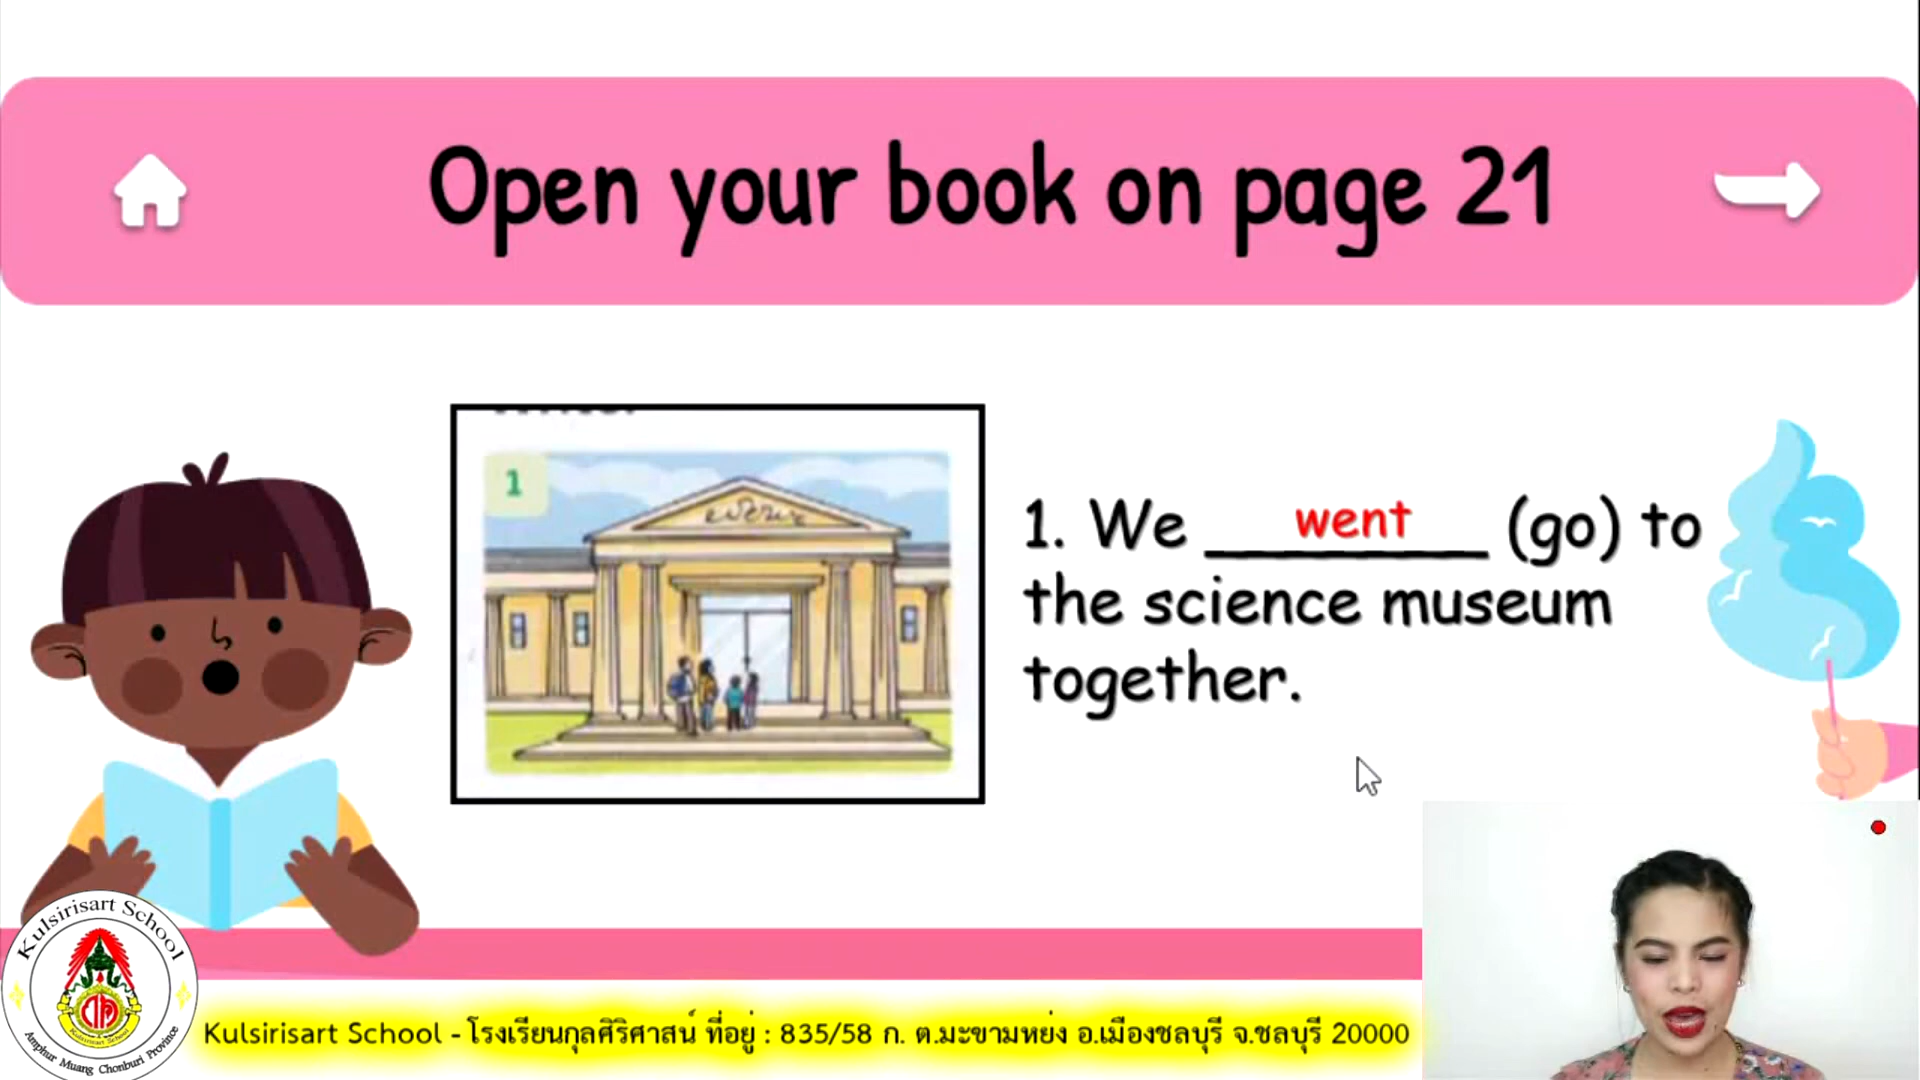 Open your book on page 21
1
1. We went (go) to
the science museum
together.
Kulsirisart School
Amphur Muang Chonburi Province
Kulsirisart School - โรงเรียนกุลศิริศาสน์ ที่อยู่ : 835/58 ก. ต.มะขามหย่ง อ.เมืองชลบุรี จ.ชลบุรี 20000